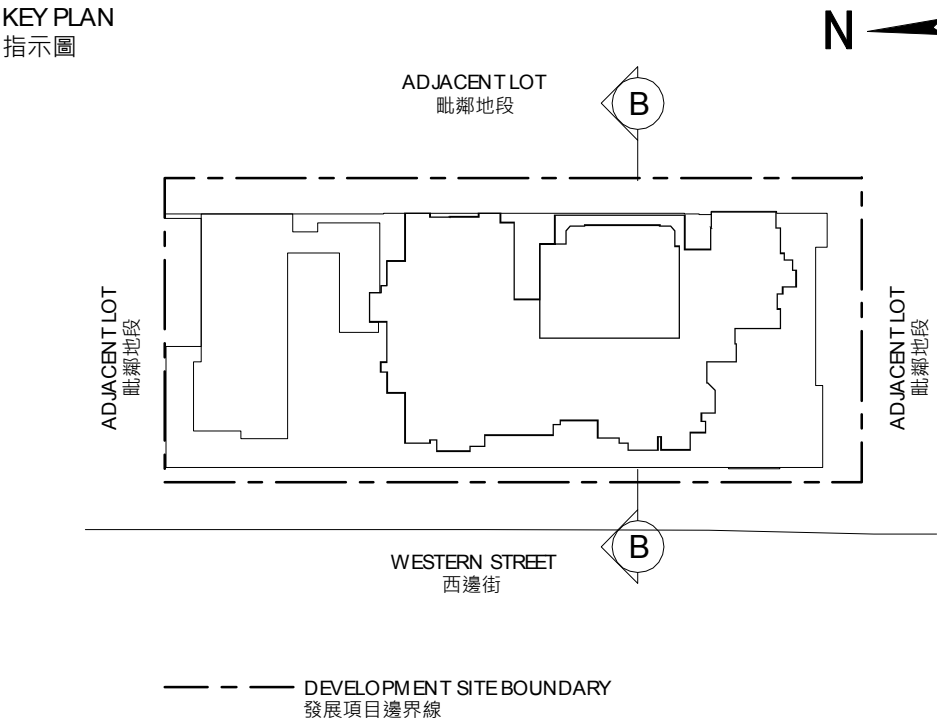 KEY PLAN
指示圖
N
ADJACENT LOT
毗鄰地段
B
ADJACENT LOT
毗鄰地段
ADJACENT LOT
毗鄰地段
B
WESTERN STREET
西邊街
DEVELOPMENT SITE BOUNDARY
發展項目邊界線